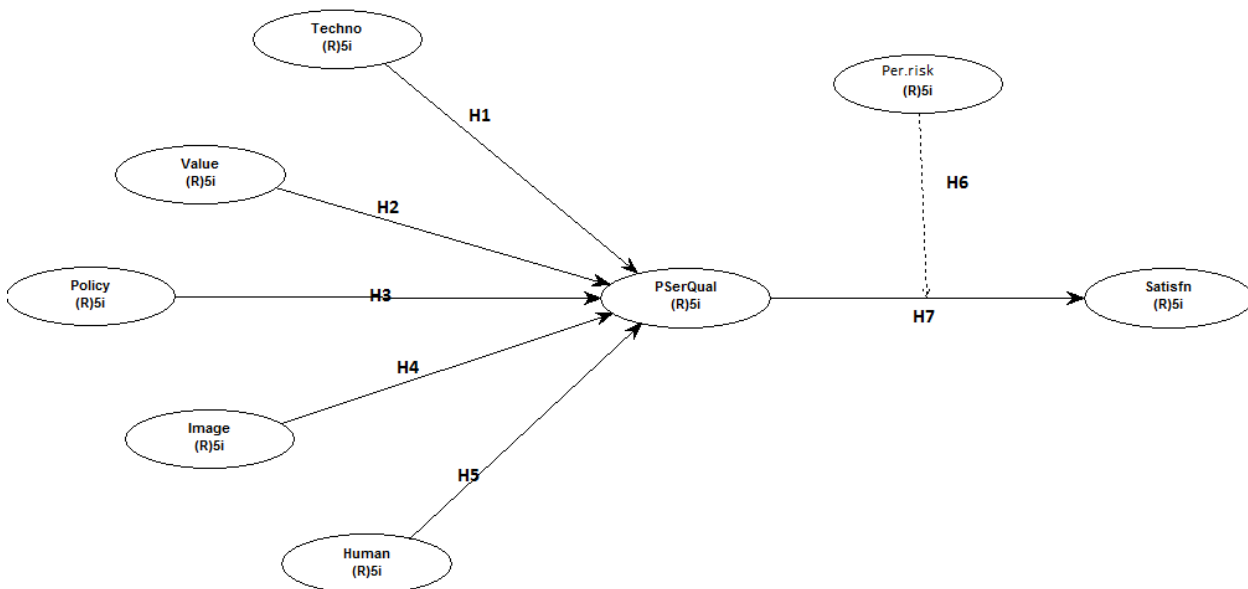 Techno
(R)5i
Per.risk
(R)5i
H1
Value
(R)5i
H6
H2
Policy
(R)5i
H3
PSerQual
(R)5i
Satisfn
(R)5i
H7
H4
Image
(R)5i
H5
Human
(R)5i